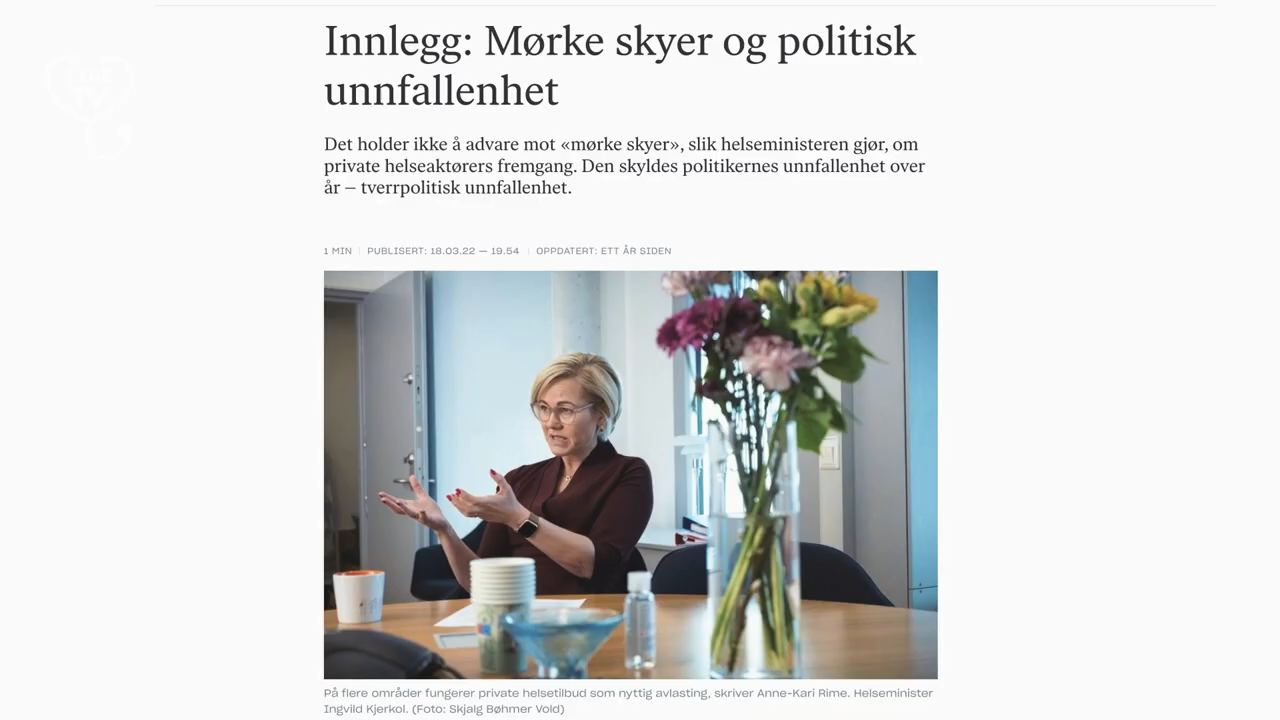 Innlegg: Mørke skyer og politisk
unnfallenhet
Det holder ikke å advare mot «mørke skyer», slik helseministeren gjør, om
private helseaktørers fremgang. Den skyldes politikernes unnfallenhet over
år – tverrpolitisk unnfallenhet.
1 MIN | PUBLISERT: 18.03.22 — 19.54 | OPPDATERT: ETT ÅR SIDEN
På flere områder fungerer private helsetilbud som nyttig avlastning, skriver Anne-Kari Rime. Helseminister
Ingvild Kjerkol. (Foto: Skjalg Bøhmer Vold)